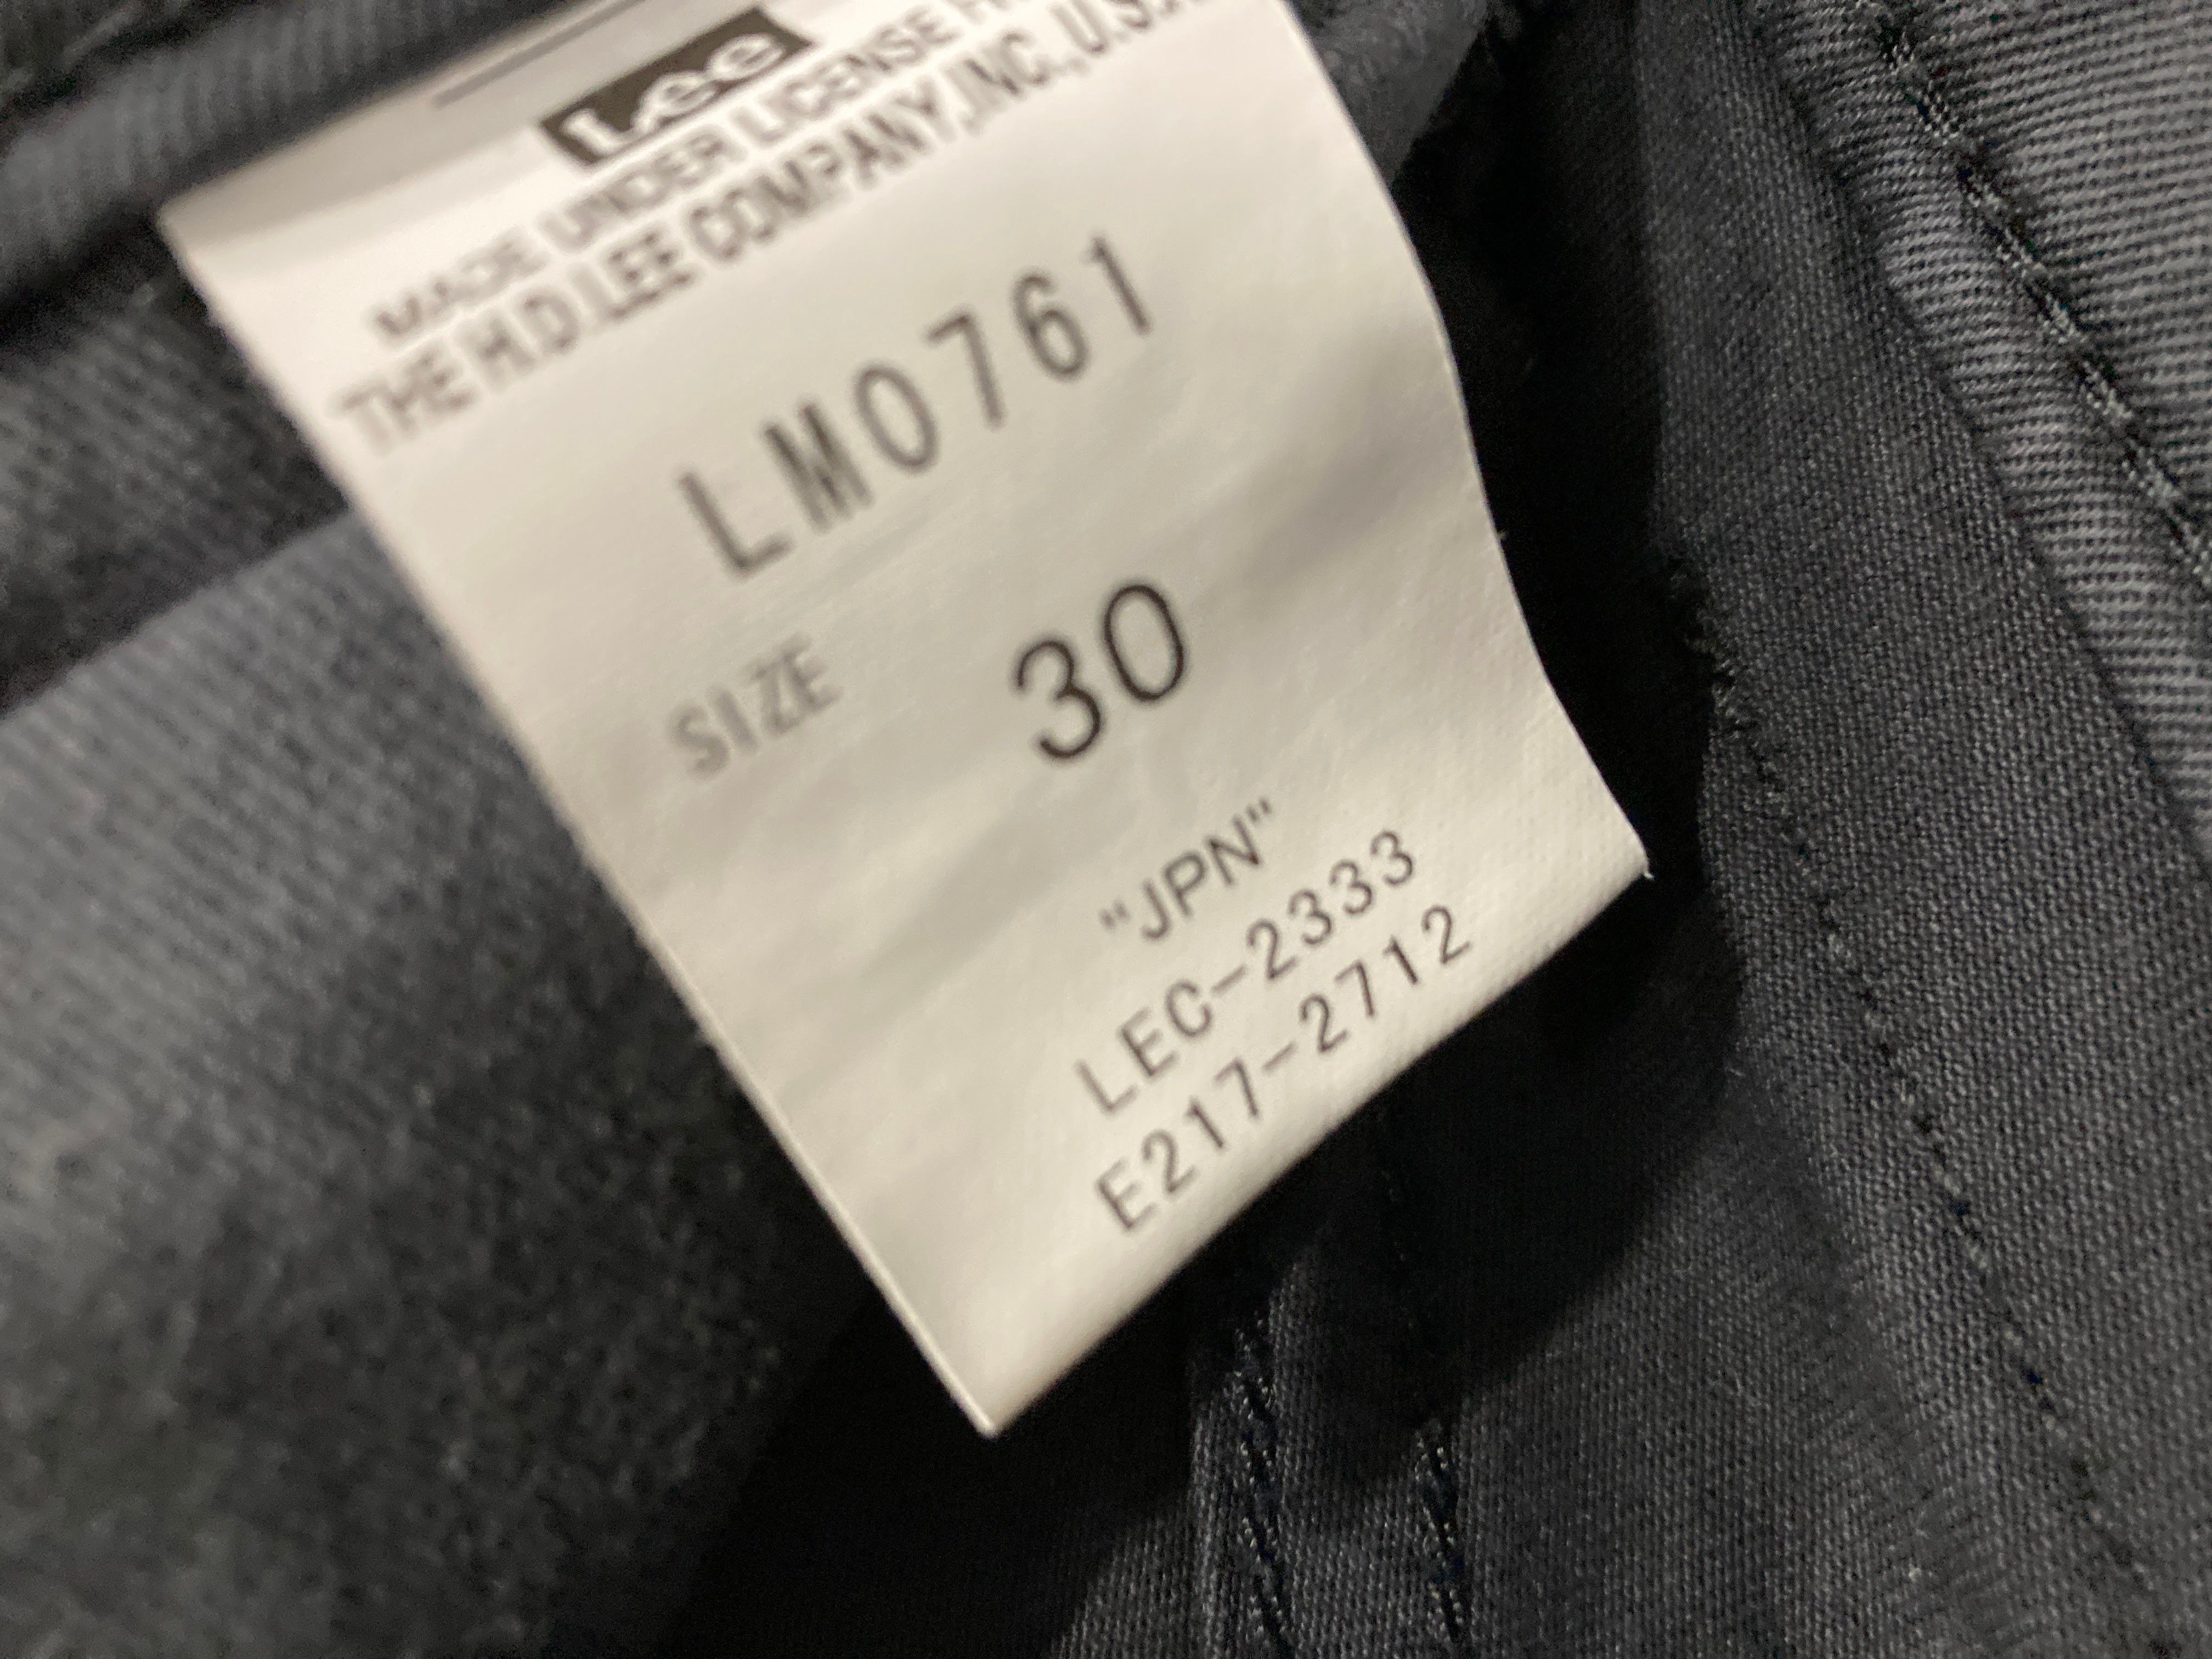 Lee
MADE UNDER LICENSE
THE H.D. LEE COMPANY, INC., U.S.A
LM0761
SIZE 30
"JPN"
LEC-2333
E217-2712